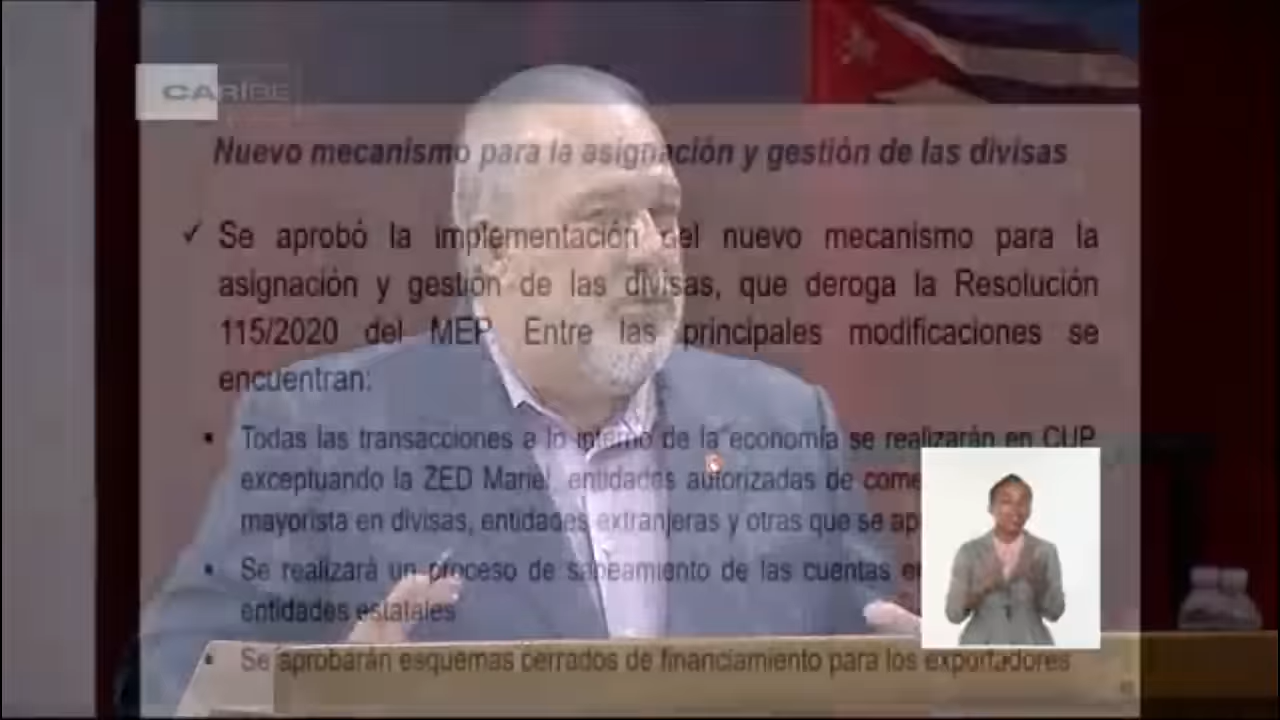 CARIBE
Nuevo mecanismo para la asignación y gestión de las divisas
✓ Se aprobó la implementación del nuevo mecanismo para la
asignación y gestión de las divisas, que deroga la Resolución
115/2020 del MEP. Entre las principales modificaciones se
encuentran:
▪ Todas las transacciones a lo interno de la economía se realizarán en CUP,
exceptuando la ZED Mariel, entidades autorizadas de
mayorista en divisas, entidades extranjeras y otras que se
▪ Se realizará un proceso de saneamiento de las cuentas
entidades estatales
▪ Se aprobarán esquemas cerrados de financiamiento para los exportadores